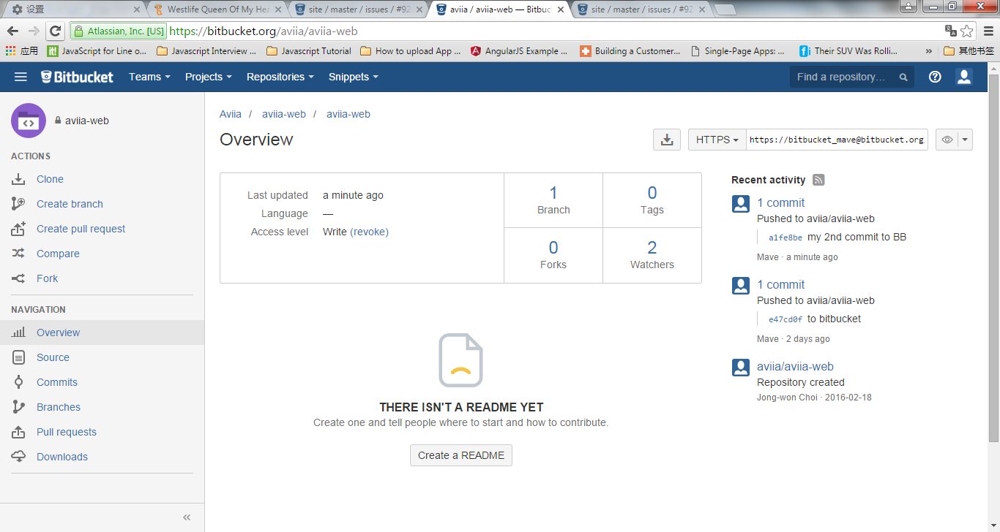 设置
Westlife Queen Of My Hea
site / master / issues / #92
aviia / aviia-web — Bitbuc
site / master / issues / #92
Atlassian, Inc. [US] https://bitbucket.org/aviia/aviia-web
应用 it! JavaScript for Line o... Javascript Interview ... Javascript Tutorial How to upload App ... AngularJS Example ... Building a Customer... Single-Page Apps: ... Their SUV Was Rolli... » 其他书签
Bitbucket Teams Projects Repositories Snippets Find a repository...
aviia-web
ACTIONS
Clone
Create branch
Create pull request
Compare
Fork
NAVIGATION
Overview
Source
Commits
Branches
Pull requests
Downloads
«
Aviia / aviia-web / aviia-web
Overview
HTTPS https://bitbucket_mave@bitbucket.org
Last updated a minute ago
Language —
Access level Write (revoke)
1
Branch
0
Tags
0
Forks
2
Watchers
THERE ISN'T A README YET
Create one and tell people where to start and how to contribute.
Create a README
Recent activity
1 commit
Pushed to aviia/aviia-web
a1fe8be my 2nd commit to BB
Mave · a minute ago
1 commit
Pushed to aviia/aviia-web
e47cd0f to bitbucket
Mave · 2 days ago
aviia/aviia-web
Repository created
Jong-won Choi · 2016-02-18